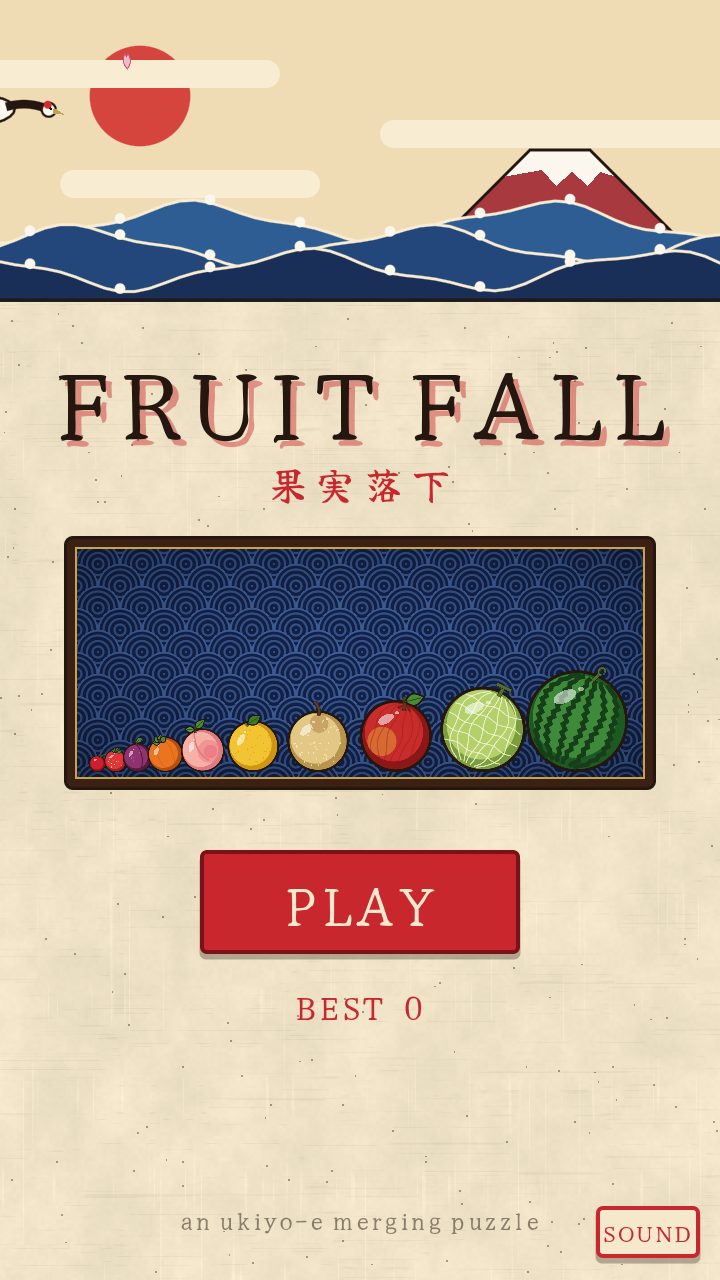 FRUIT FALL
果実落下
PLAY
BEST 0
an ukiyo-e merging puzzle
SOUND